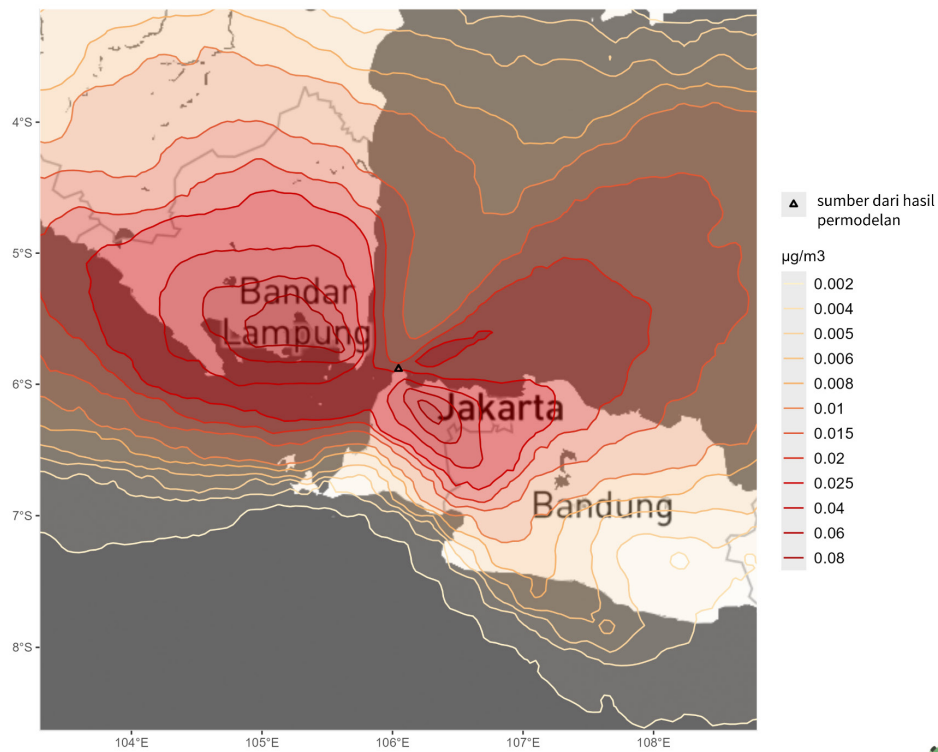 4°S
5°S
6°S
7°S
8°S
104°E
105°E
106°E
107°E
108°E
Bandar
Lampung
Jakarta
Bandung
sumber dari hasil
permodelan
µg/m3
0.002
0.004
0.005
0.006
0.008
0.01
0.015
0.02
0.025
0.04
0.06
0.08